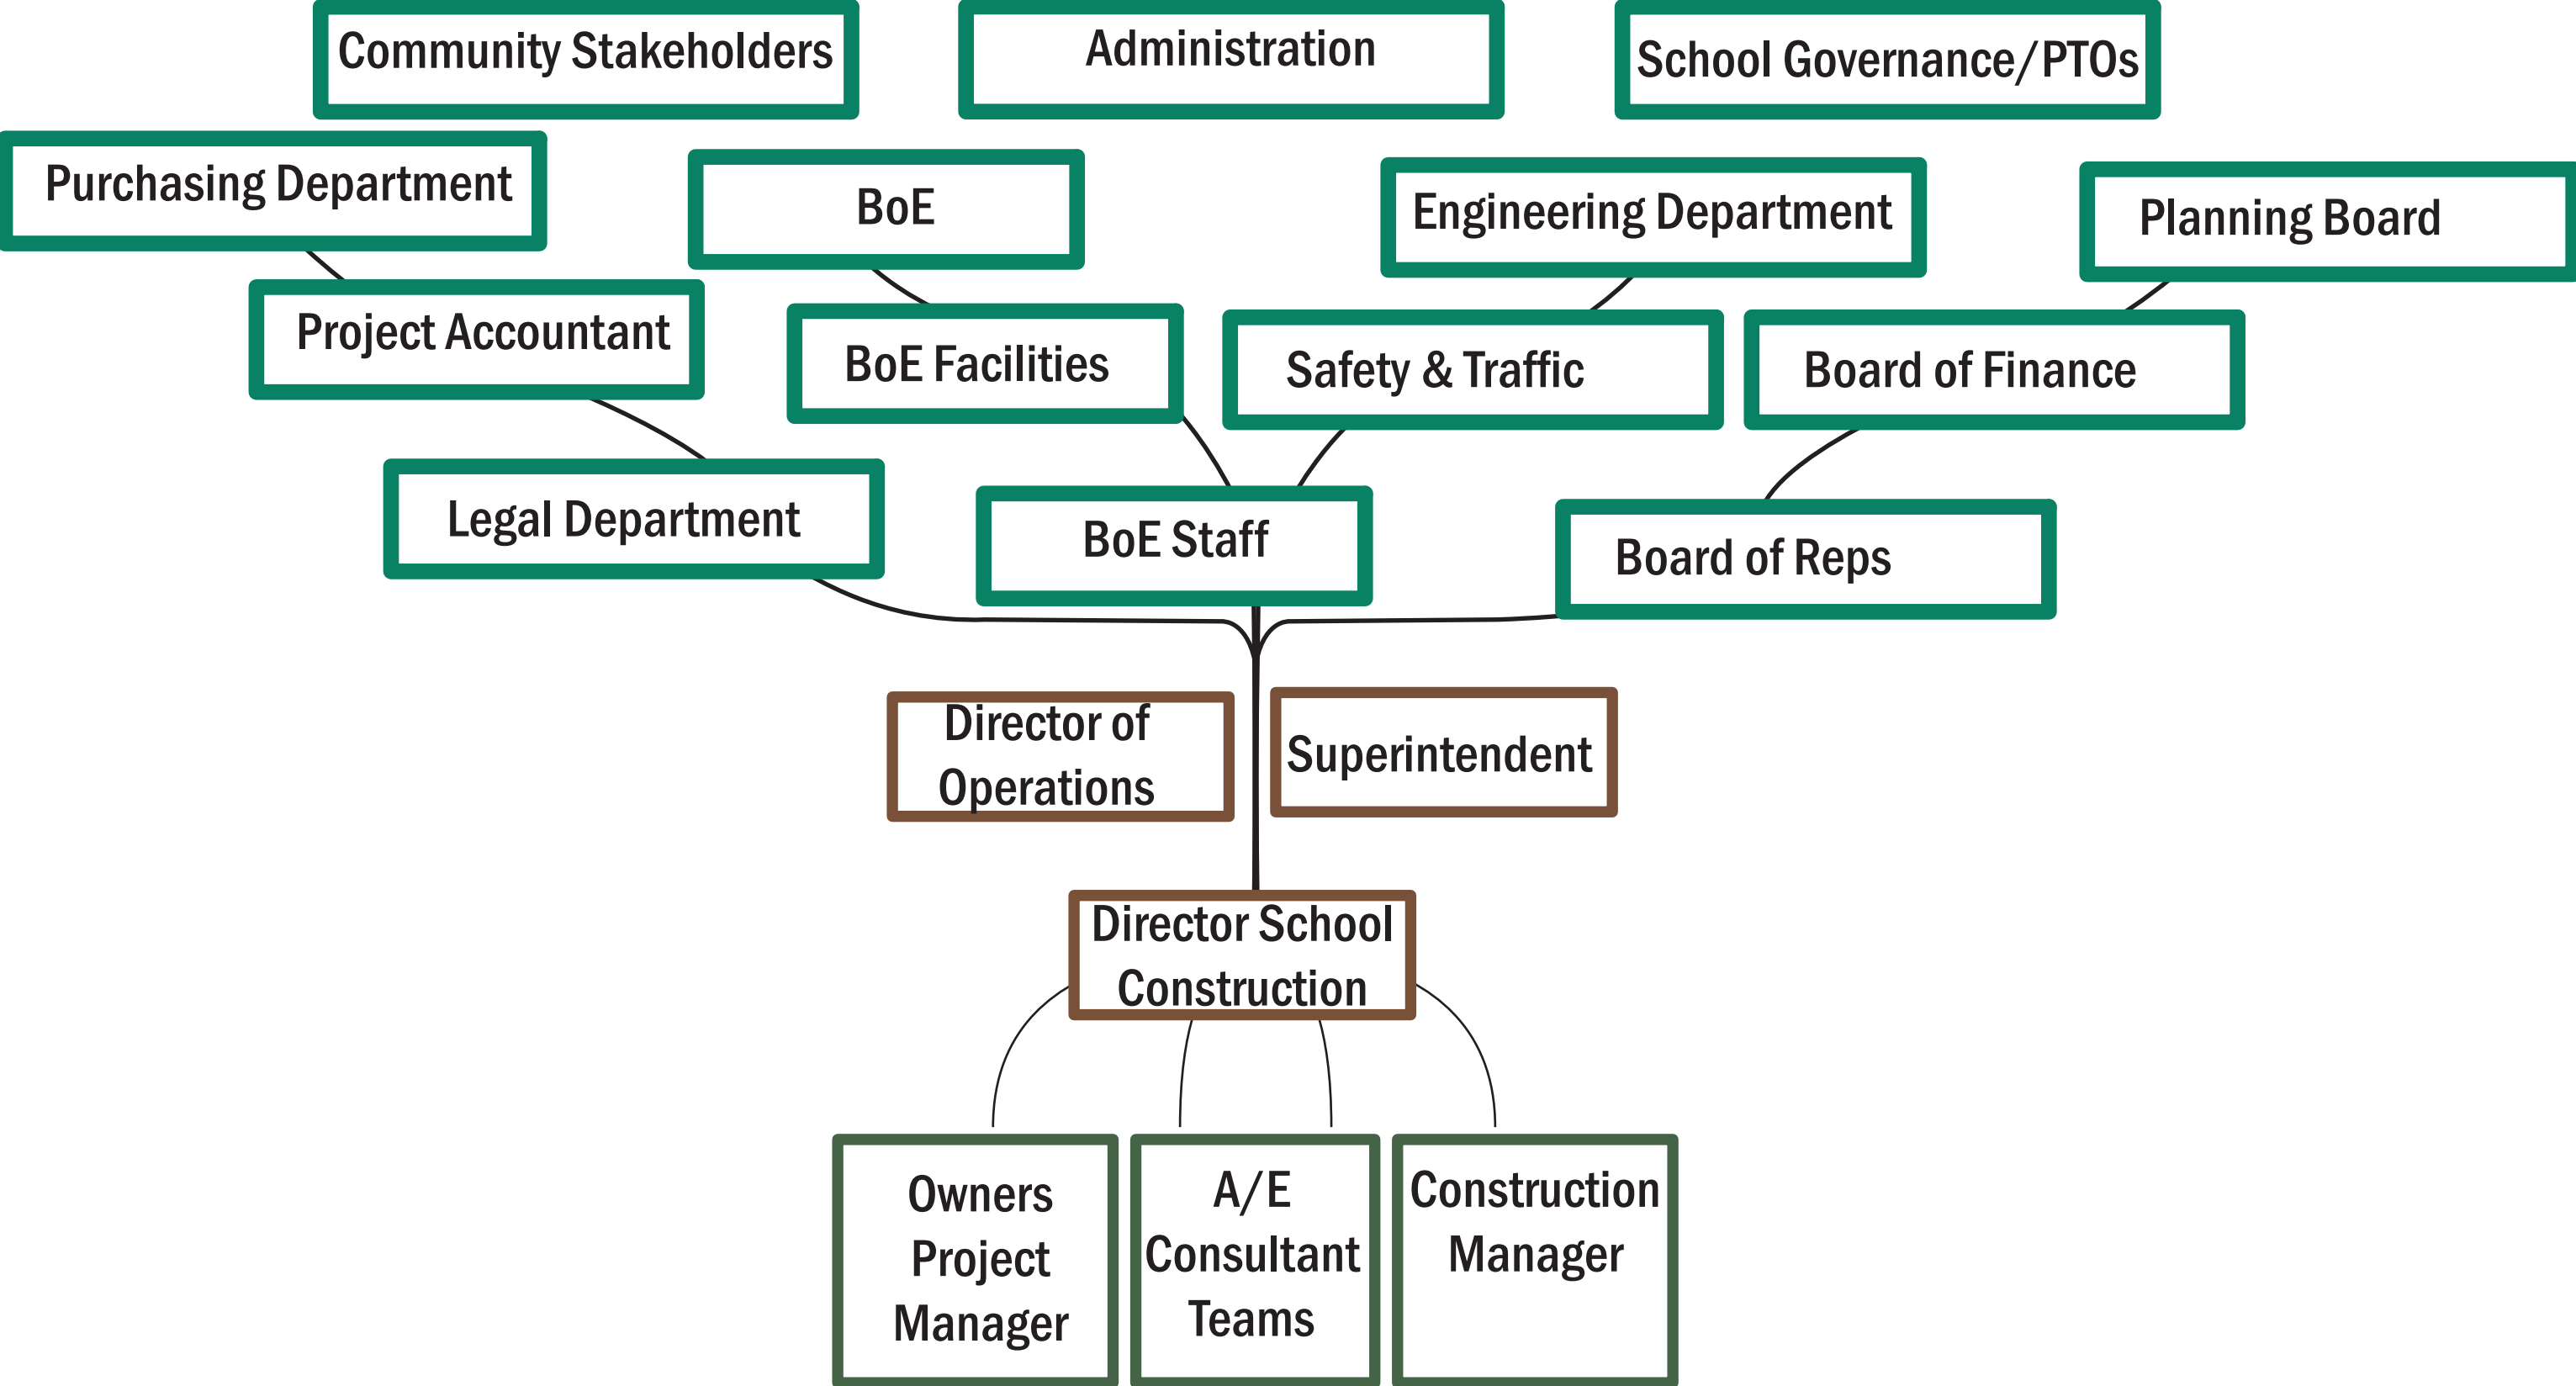 Community Stakeholders
Administration
School Governance/PTOs
Purchasing Department
BoE
Engineering Department
Planning Board
Project Accountant
BoE Facilities
Safety & Traffic
Board of Finance
Legal Department
BoE Staff
Board of Reps
Director of
Operations
Superintendent
Director School
Construction
Owners
Project
Manager
A/E
Consultant
Teams
Construction
Manager